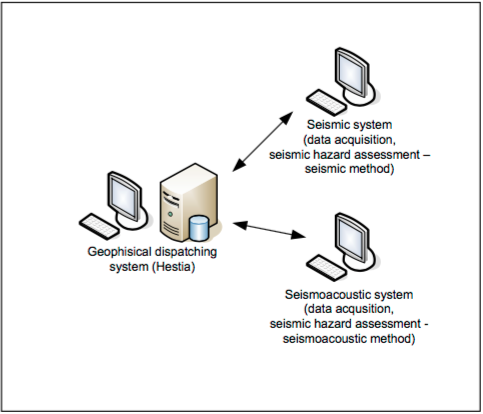 Seismic system
(data acquisition,
seismic hazard assessment –
seismic method)
Geophisical dispatching
system (Hestia)
Seismoacoustic system
(data acqusition,
seismic hazard assessment -
seismoacoustic method)